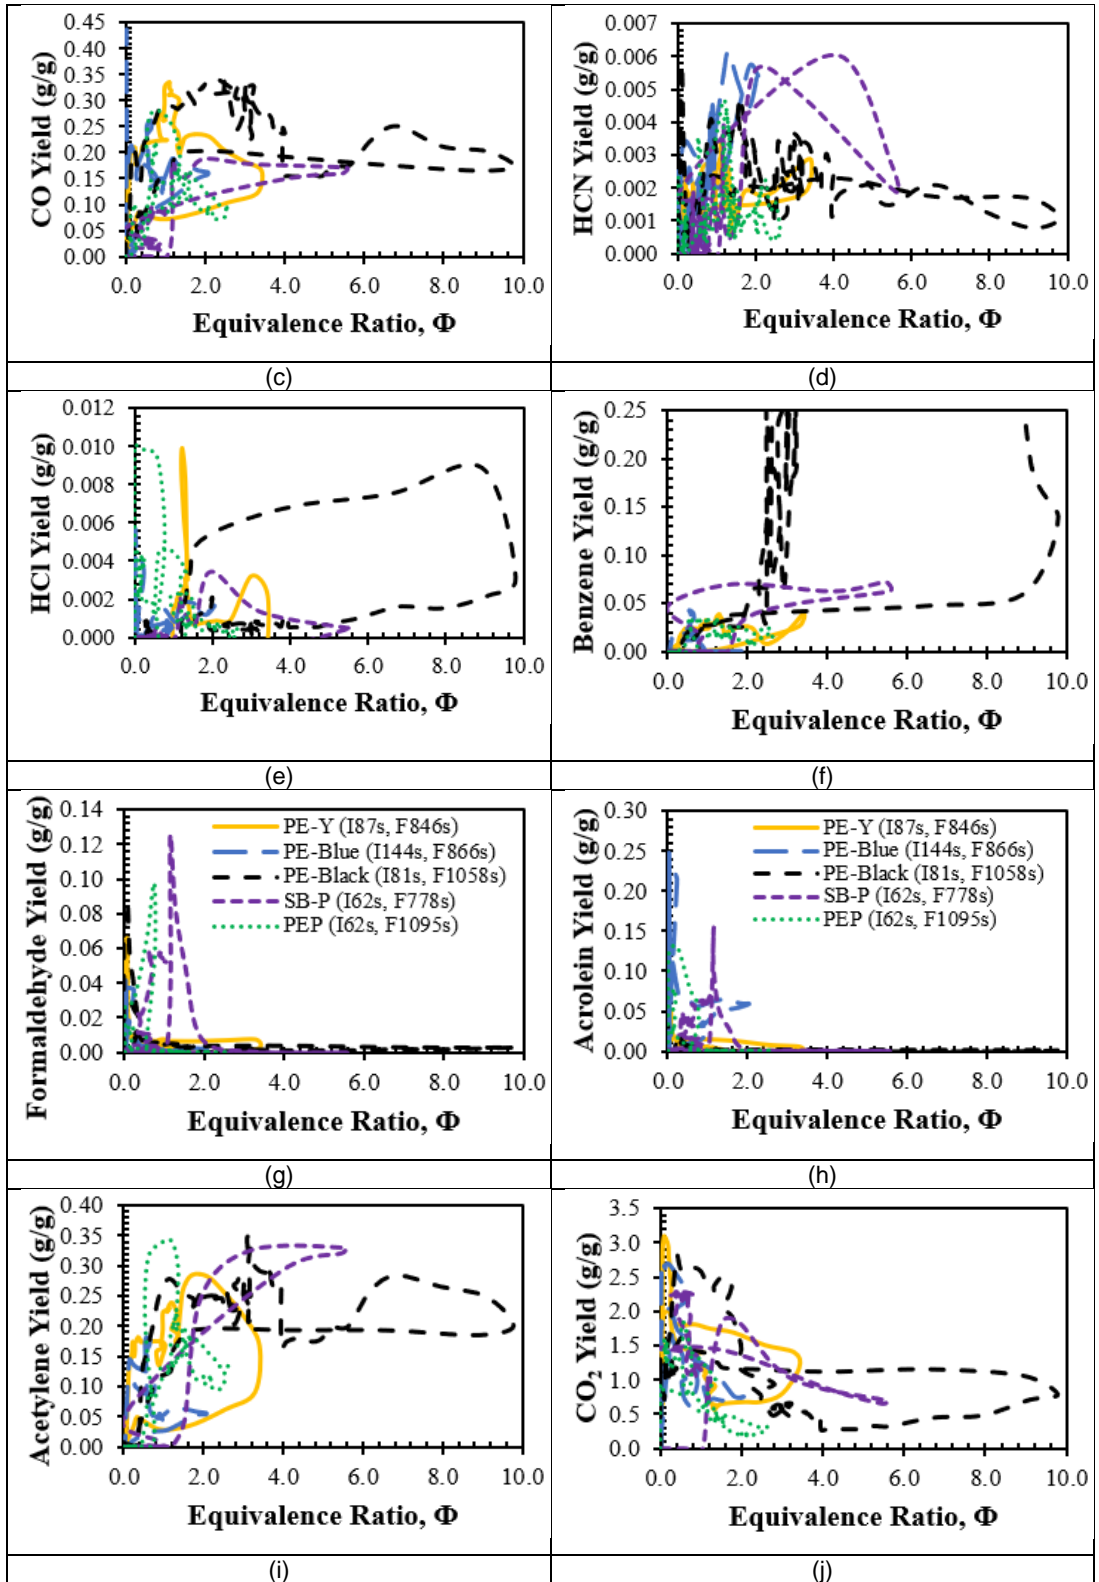 CO Yield (g/g)
0.45
0.40
0.35
0.30
0.25
0.20
0.15
0.10
0.05
0.00
0.0 2.0 4.0 6.0 8.0 10.0
Equivalence Ratio, Φ
(c)
HCN Yield (g/g)
0.007
0.006
0.005
0.004
0.003
0.002
0.001
0.000
0.0 2.0 4.0 6.0 8.0 10.0
Equivalence Ratio, Φ
(d)
HCl Yield (g/g)
0.012
0.010
0.008
0.006
0.004
0.002
0.000
0.0 2.0 4.0 6.0 8.0 10.0
Equivalence Ratio, Φ
(e)
Benzene Yield (g/g)
0.25
0.20
0.15
0.10
0.05
0.00
0.0 2.0 4.0 6.0 8.0 10.0
Equivalence Ratio, Φ
(f)
Formaldehyde Yield (g/g)
0.14
0.12
0.10
0.08
0.06
0.04
0.02
0.00
PE-Y (I87s, F846s)
PE-Blue (I144s, F866s)
PE-Black (I81s, F1058s)
SB-P (I62s, F778s)
PEP (I62s, F1095s)
0.0 2.0 4.0 6.0 8.0 10.0
Equivalence Ratio, Φ
(g)
Acrolein Yield (g/g)
0.30
0.25
0.20
0.15
0.10
0.05
0.00
PE-Y (I87s, F846s)
PE-Blue (I144s, F866s)
PE-Black (I81s, F1058s)
SB-P (I62s, F778s)
PEP (I62s, F1095s)
0.0 2.0 4.0 6.0 8.0 10.0
Equivalence Ratio, Φ
(h)
Acetylene Yield (g/g)
0.40
0.35
0.30
0.25
0.20
0.15
0.10
0.05
0.00
0.0 2.0 4.0 6.0 8.0 10.0
Equivalence Ratio, Φ
(i)
CO₂ Yield (g/g)
3.5
3.0
2.5
2.0
1.5
1.0
0.5
0.0
0.0 2.0 4.0 6.0 8.0 10.0
Equivalence Ratio, Φ
(j)